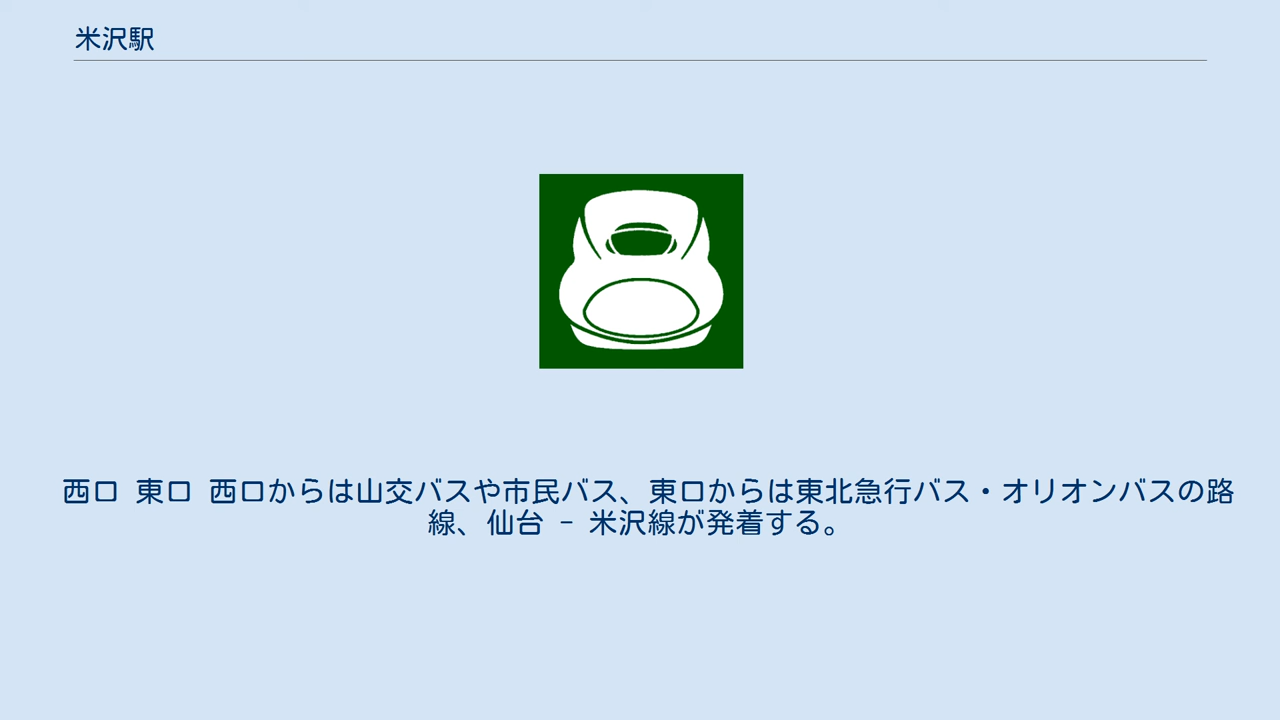 米沢駅
西口 東口 西口からは山交バスや市民バス、東口からは東北急行バス・オリオンバスの路
線、仙台 - 米沢線が発着する。